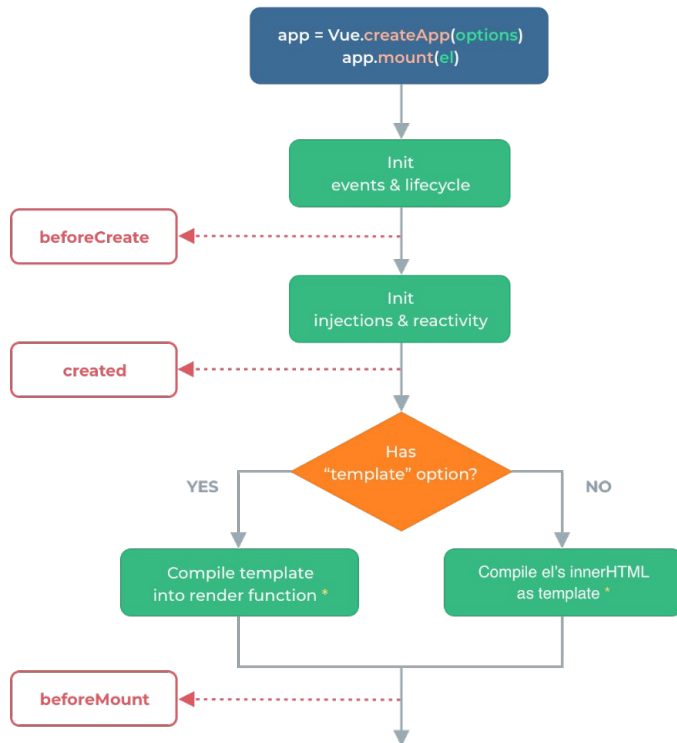 app = Vue.createApp(options)
app.mount(el)
Init
events & lifecycle
beforeCreate
Init
injections & reactivity
created
Has
“template” option?
YES
NO
Compile template
into render function *
Compile el's innerHTML
as template *
beforeMount